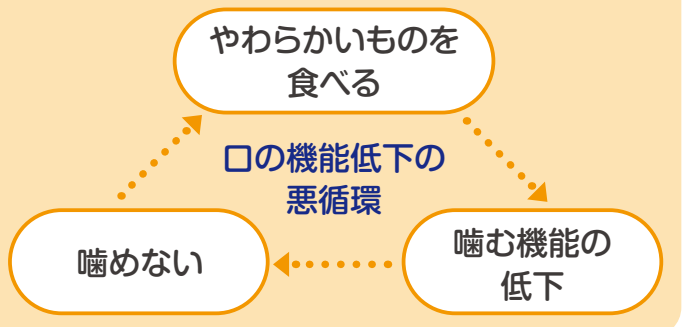 やわらかいものを
食べる
口の機能低下の
悪循環
噛む機能の
低下
噛めない